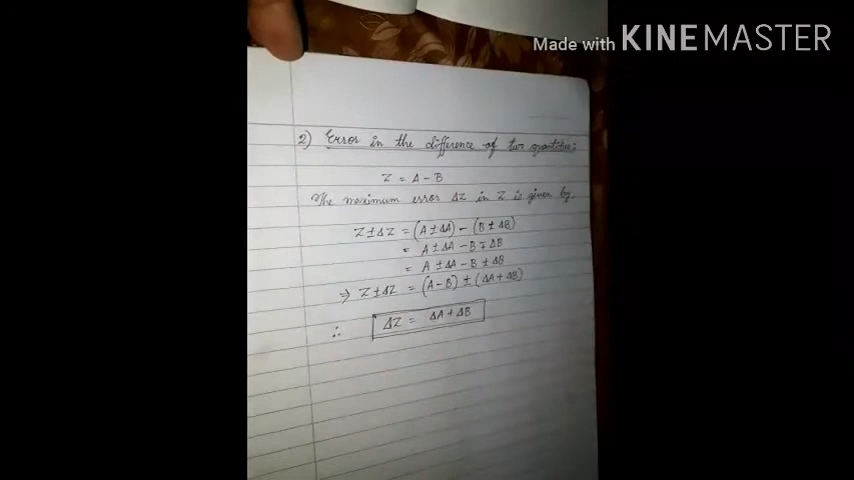 Made with KINEMASTER
2) Error in the difference of two quantities:
Z = A - B
The maximum error ΔZ in Z is given by.
Z ± ΔZ = (A ± ΔA) - (B ± ΔB)
= A ± ΔA - B ∓ ΔB
= A ± ΔA - B ± ΔB
⇒ Z ± ΔZ = (A - B) ± (ΔA + ΔB)
∴ ΔZ = ΔA + ΔB